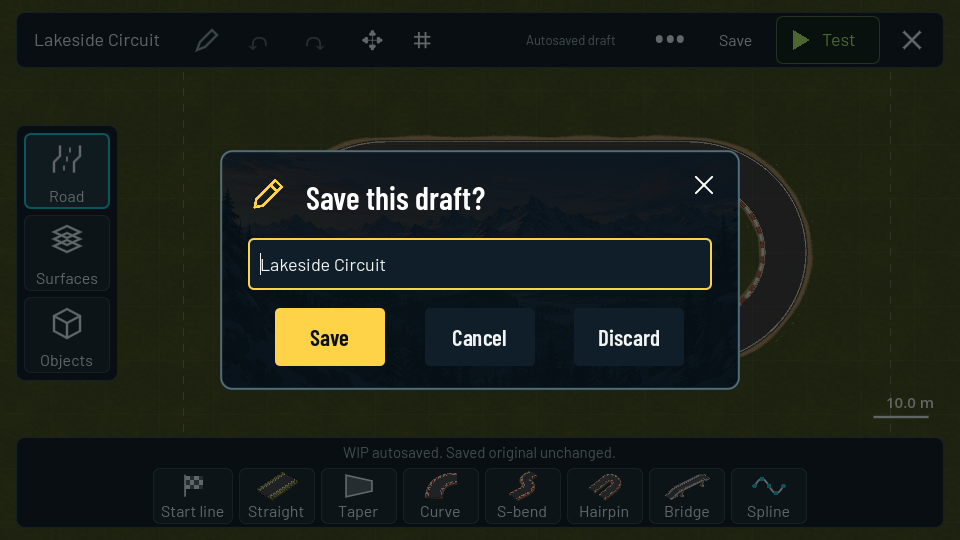 Lakeside Circuit
Autosaved draft
Save
Test
Road
Surfaces
Objects
Save this draft?
Lakeside Circuit
Save
Cancel
Discard
10.0 m
WIP autosaved. Saved original unchanged.
Start line
Straight
Taper
Curve
S-bend
Hairpin
Bridge
Spline